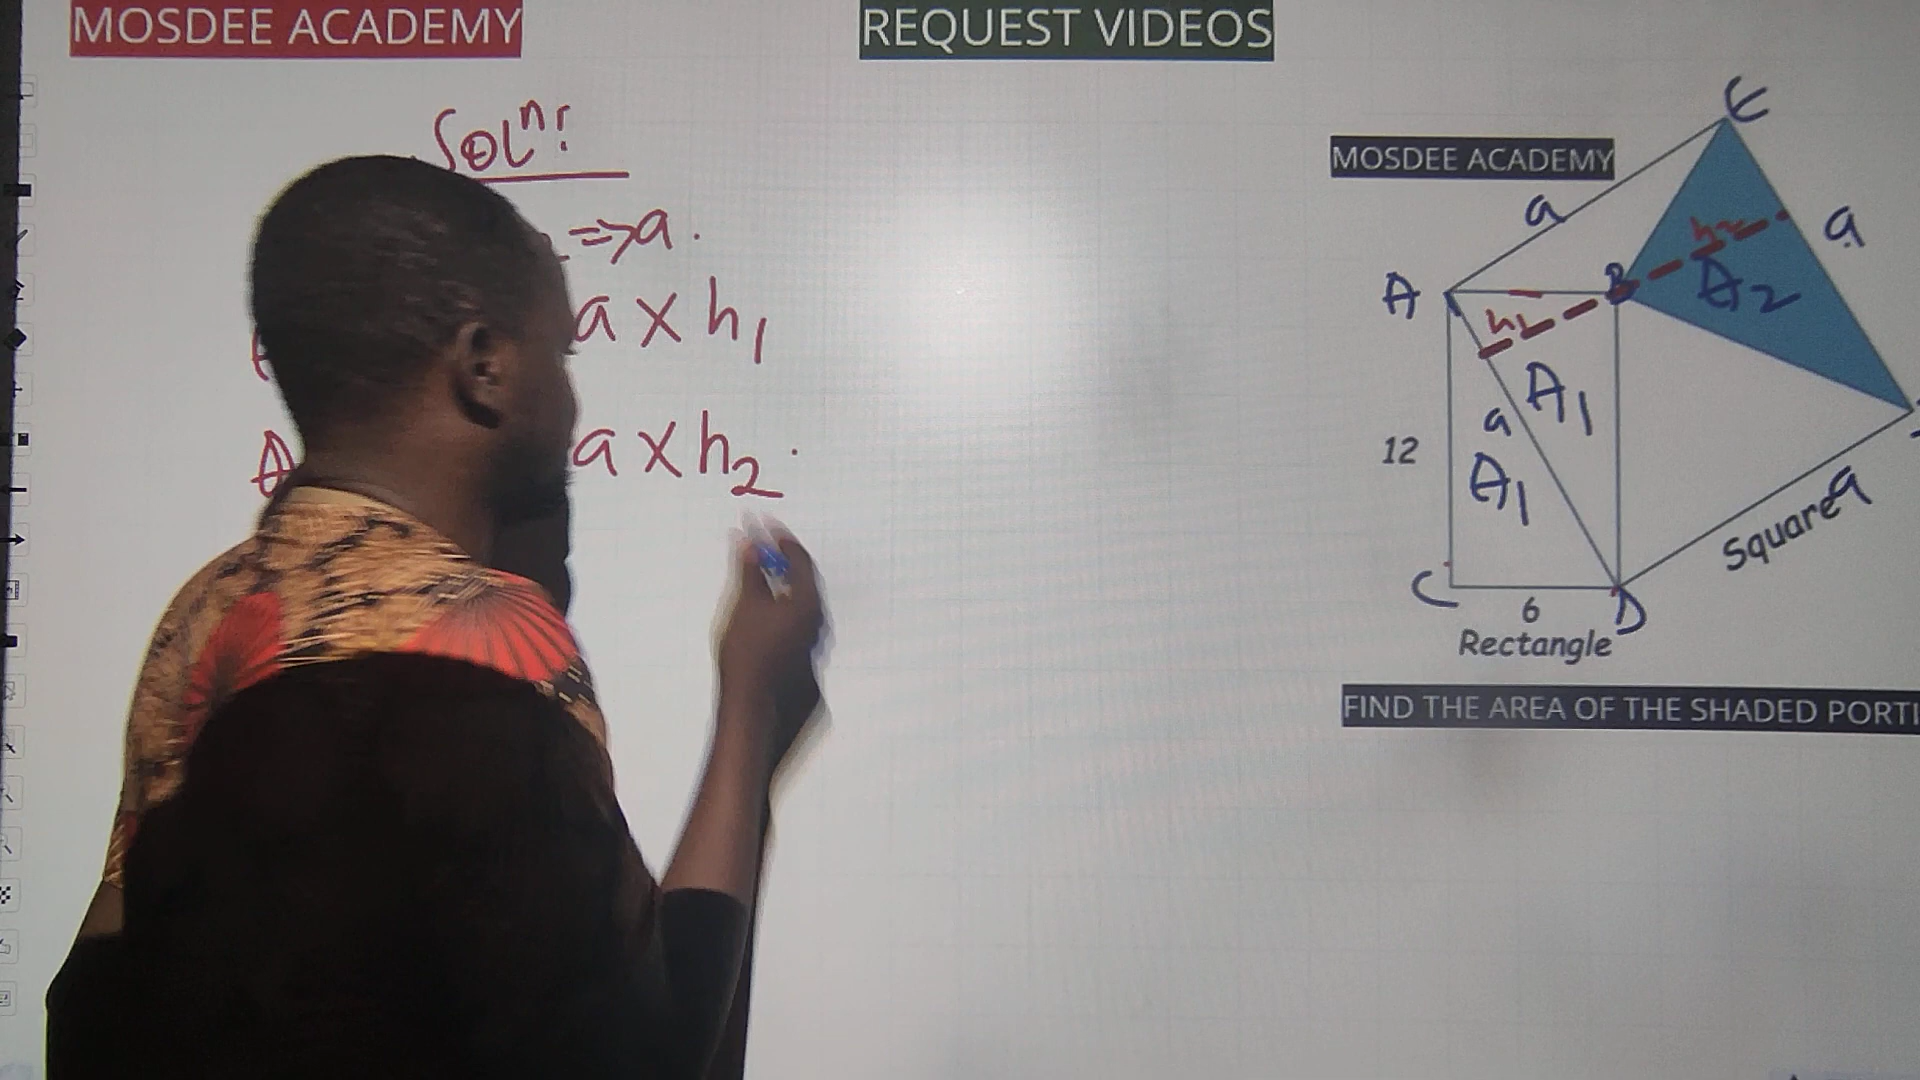 MOSDEE ACADEMY
REQUEST VIDEOS
Solⁿ:
⇒a.
a x h₁
A
a x h₂.
MOSDEE ACADEMY
E
a
a
A
B
h₂
A₂
h₁
A₁
a
12
A₁
Square
a
C
D
6
Rectangle
FIND THE AREA OF THE SHADED PORTI